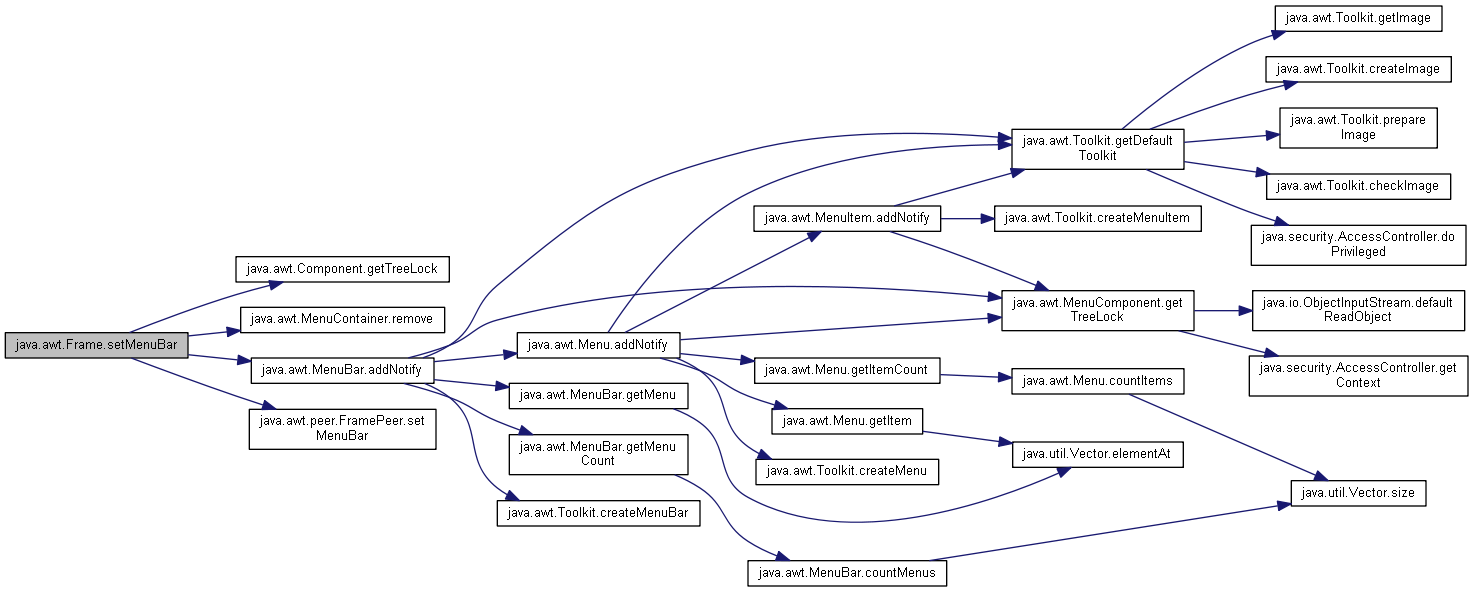 java.awt.Toolkit.getImage
java.awt.Toolkit.createImage
java.awt.Toolkit.prepare
Image
java.awt.Toolkit.getDefault
Toolkit
java.awt.Toolkit.checkImage
java.awt.MenuItem.addNotify
java.awt.Toolkit.createMenuItem
java.security.AccessController.do
Privileged
java.awt.Component.getTreeLock
java.awt.MenuContainer.remove
java.awt.MenuComponent.get
TreeLock
java.io.ObjectInputStream.default
ReadObject
java.awt.Frame.setMenuBar
java.awt.Menu.addNotify
java.awt.MenuBar.addNotify
java.awt.Menu.getItemCount
java.awt.Menu.countItems
java.security.AccessController.get
Context
java.awt.MenuBar.getMenu
java.awt.peer.FramePeer.set
MenuBar
java.awt.Menu.getItem
java.awt.MenuBar.getMenu
Count
java.util.Vector.elementAt
java.awt.Toolkit.createMenu
java.util.Vector.size
java.awt.Toolkit.createMenuBar
java.awt.MenuBar.countMenus